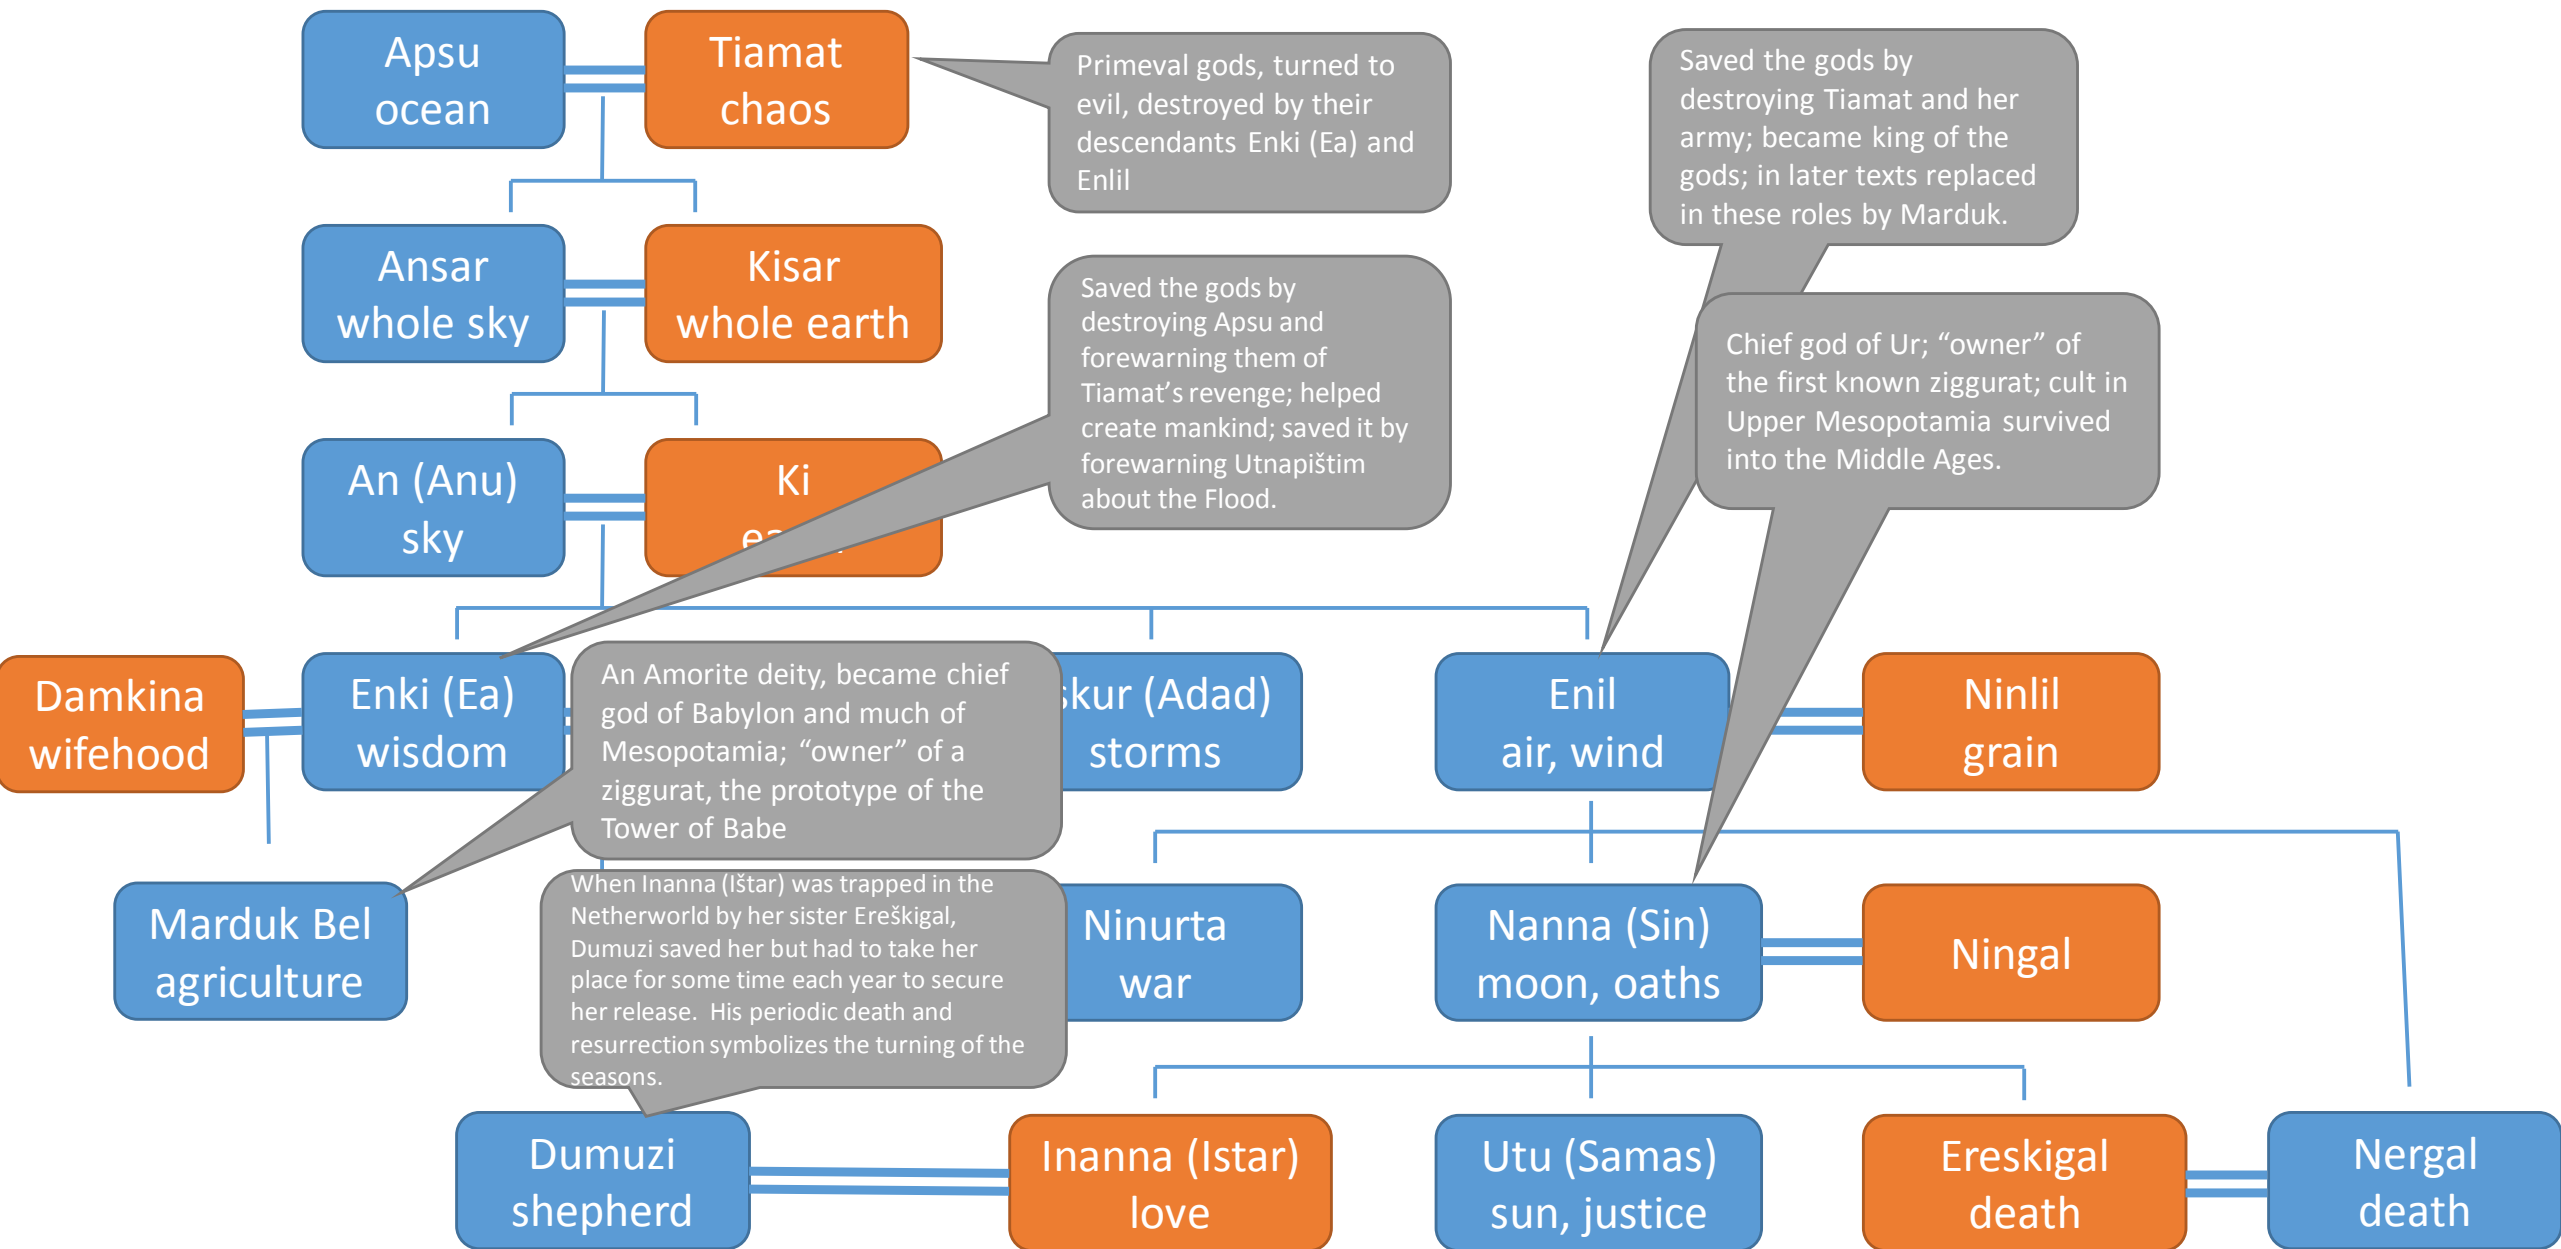 Apsu
ocean
Tiamat
chaos
Primeval gods, turned to
evil, destroyed by their
descendants Enki (Ea) and
Enlil
Saved the gods by
destroying Tiamat and her
army; became king of the
gods; in later texts replaced
in these roles by Marduk.
Ansar
whole sky
Kisar
whole earth
Saved the gods by
destroying Apsu and
forewarning them of
Tiamat's revenge; helped
create mankind; saved it by
forewarning Utnapištim
about the Flood.
Chief god of Ur; “owner” of
the first known ziggurat; cult in
Upper Mesopotamia survived
into the Middle Ages.
An (Anu)
sky
Ki
Damkina
wifehood
Enki (Ea)
wisdom
An Amorite deity, became chief
god of Babylon and much of
Mesopotamia; “owner” of a
ziggurat, the prototype of the
Tower of Babe
skur (Adad)
storms
Enil
air, wind
Ninlil
grain
Marduk Bel
agriculture
When Inanna (Ištar) was trapped in the
Netherworld by her sister Ereškigal,
Dumuzi saved her but had to take her
place for some time each year to secure
her release. His periodic death and
resurrection symbolizes the turning of the
seasons.
Ninurta
war
Nanna (Sin)
moon, oaths
Ningal
Dumuzi
shepherd
Inanna (Istar)
love
Utu (Samas)
sun, justice
Ereskigal
death
Nergal
death